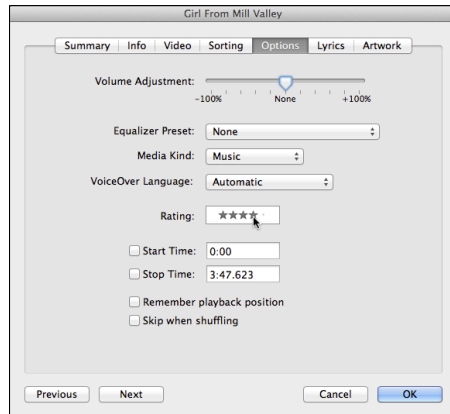 Girl From Mill Valley
Summary Info Video Sorting Options Lyrics Artwork
Volume Adjustment:
-100% None +100%
Equalizer Preset: None
Media Kind: Music
VoiceOver Language: Automatic
Rating: ★★★★
Start Time: 0:00
Stop Time: 3:47.623
Remember playback position
Skip when shuffling
Previous Next Cancel OK